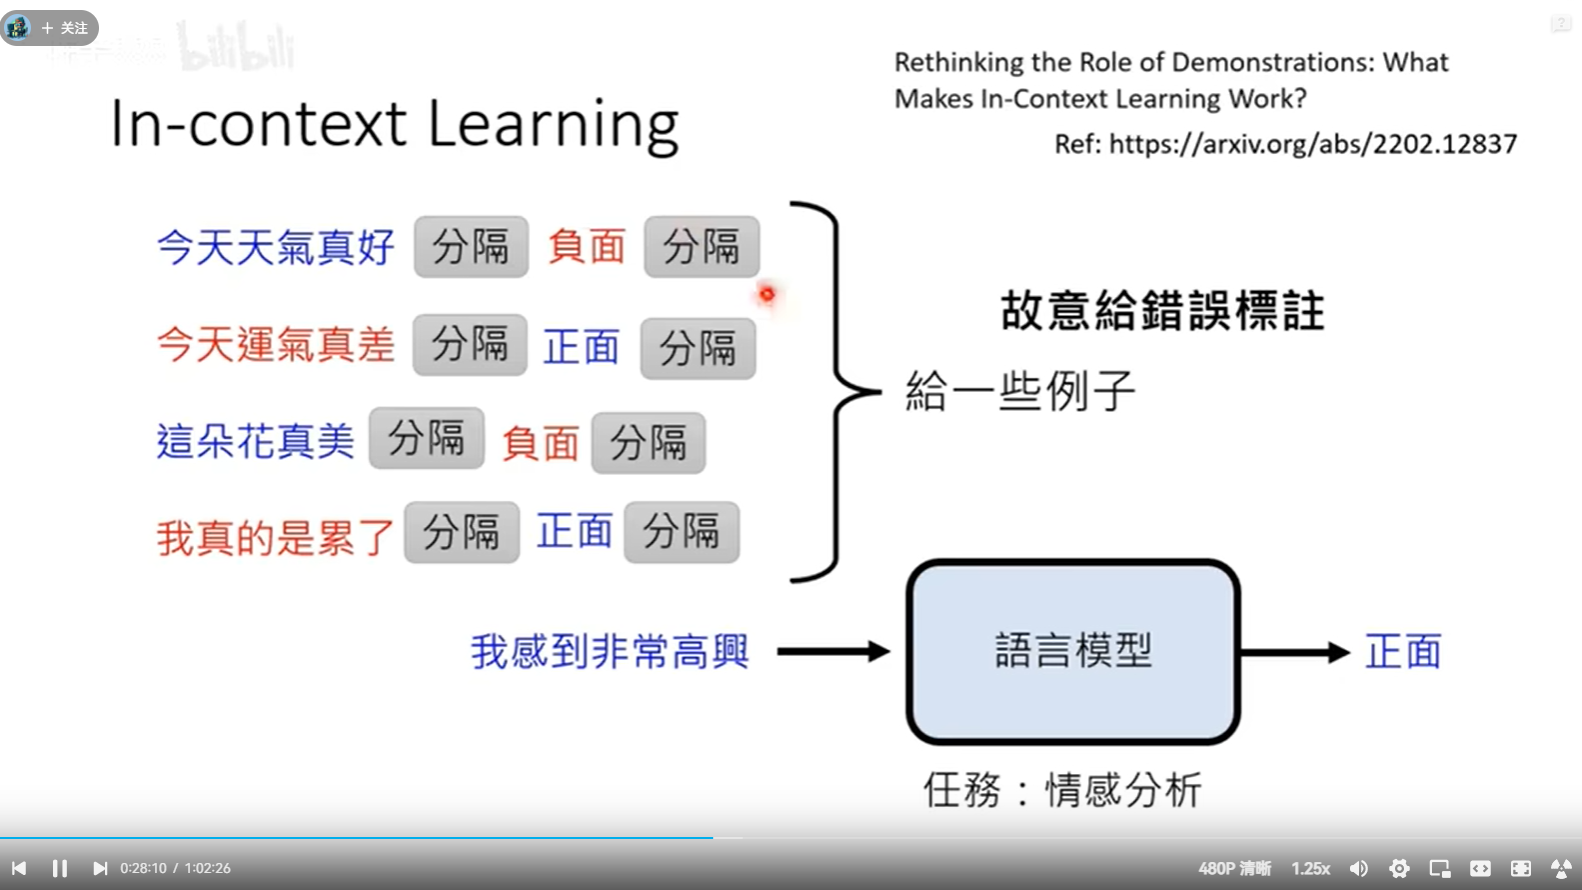 + 关注
bilibili
Rethinking the Role of Demonstrations: What
Makes In-Context Learning Work?
Ref: https://arxiv.org/abs/2202.12837
In-context Learning
今天天氣真好 分隔 負面 分隔
今天運氣真差 分隔 正面 分隔
這朵花真美 分隔 負面 分隔
我真的是累了 分隔 正面 分隔
故意給錯誤標註
給一些例子
我感到非常高興 語言模型 正面
任務：情感分析
0:28:10 / 1:02:26 480P 清晰 1.25x